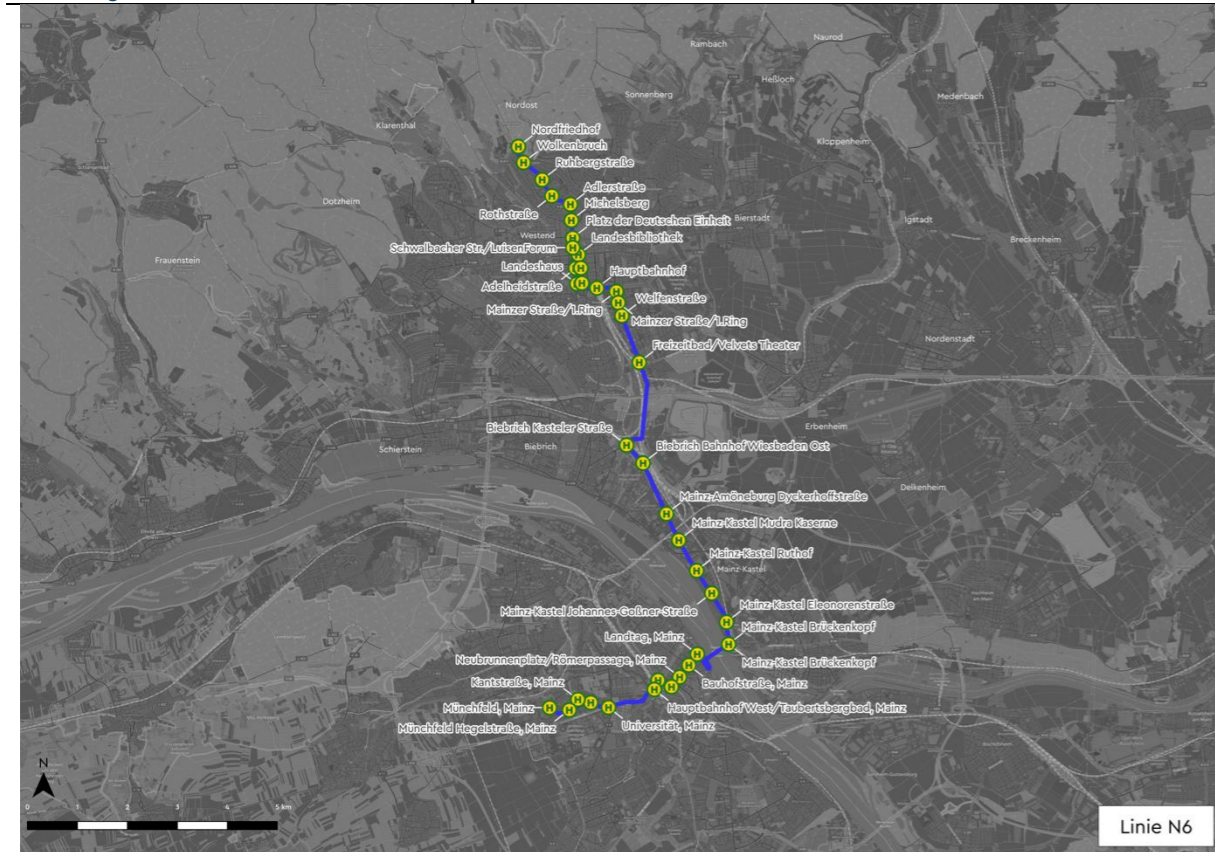 Rambach
Naurod
Heßloch
Medenbach
Nordost
Sonnenberg
Klarenthal
Kloppenheim
Nordfriedhof
Wolkenbruch
Ruhbergstraße
Dotzheim
Adlerstraße
Michelsberg
Rothstraße
Platz der Deutschen Einheit
Bierstadt
Igstadt
Breckenheim
Westend
Landesbibliothek
Schwalbacher Str./LuisenForum
Frauenstein
Landeshaus
Hauptbahnhof
Adelheidstraße
Welfenstraße
Mainzer Straße/1.Ring
Mainzer Straße/1.Ring
Freizeitbad/Velvets Theater
Nordenstadt
Biebrich Kasteler Straße
Erbenheim
Schierstein
Biebrich
Biebrich Bahnhof Wiesbaden Ost
Delkenheim
Mainz-Amöneburg Dyckerhoffstraße
Mainz-Kastel Mudra Kaserne
Mainz-Kastel Ruthof
Mainz-Kastel
Mainz-Kastel Johannes-Goßner-Straße
Mainz-Kastel Eleonorenstraße
Mainz-Kastel Brückenkopf
Landtag, Mainz
Neubrunnenplatz/Römerpassage, Mainz
Mainz-Kastel Brückenkopf
Kantstraße, Mainz
Bauhofstraße, Mainz
Münchfeld, Mainz
Hauptbahnhof West/Taubertsbergbad, Mainz
Münchfeld Hegelstraße, Mainz
Universität, Mainz
N
0 1 2 3 4 5 km
Linie N6